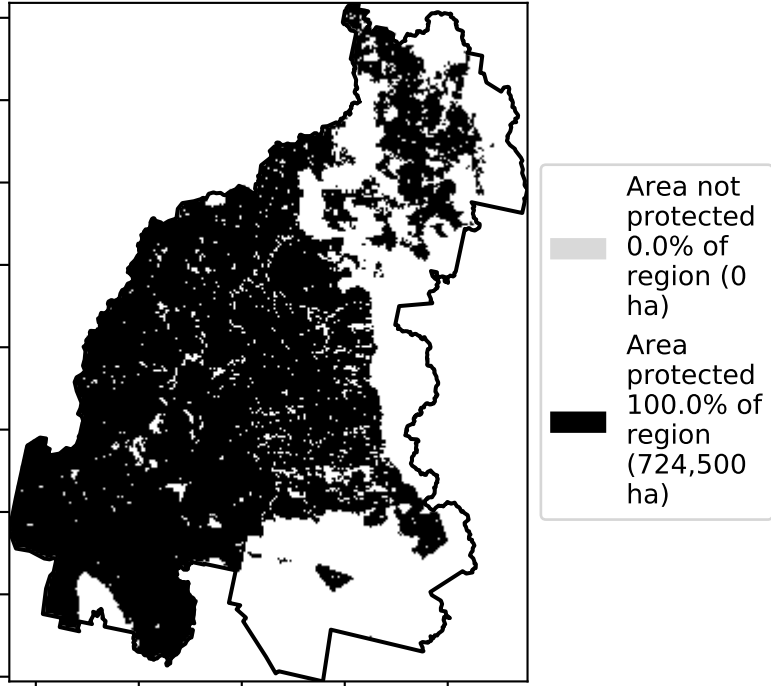 Area not
protected
0.0% of
region (0
ha)
Area
protected
100.0% of
region
(724,500
ha)